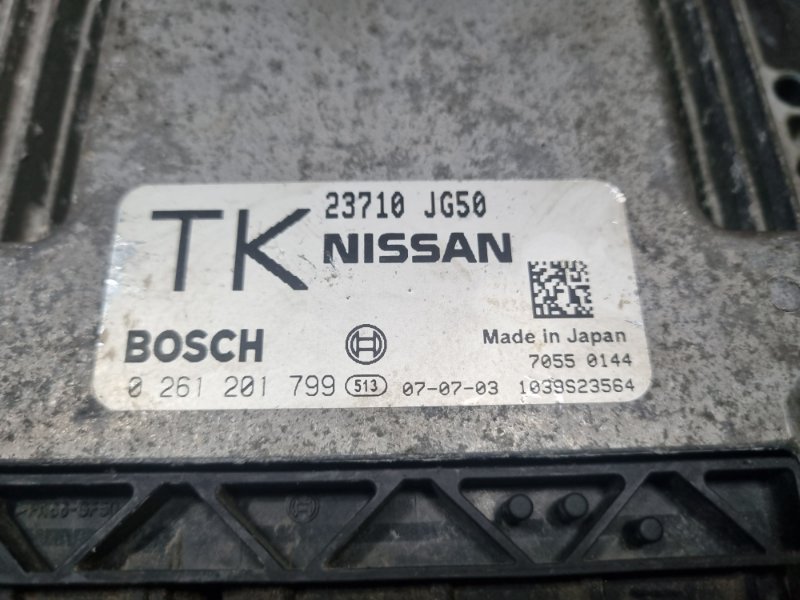 TK
23710 JG50
NISSAN
BOSCH
Made in Japan
7055 0144
0 261 201 799 513 07-07-03 1039S23564